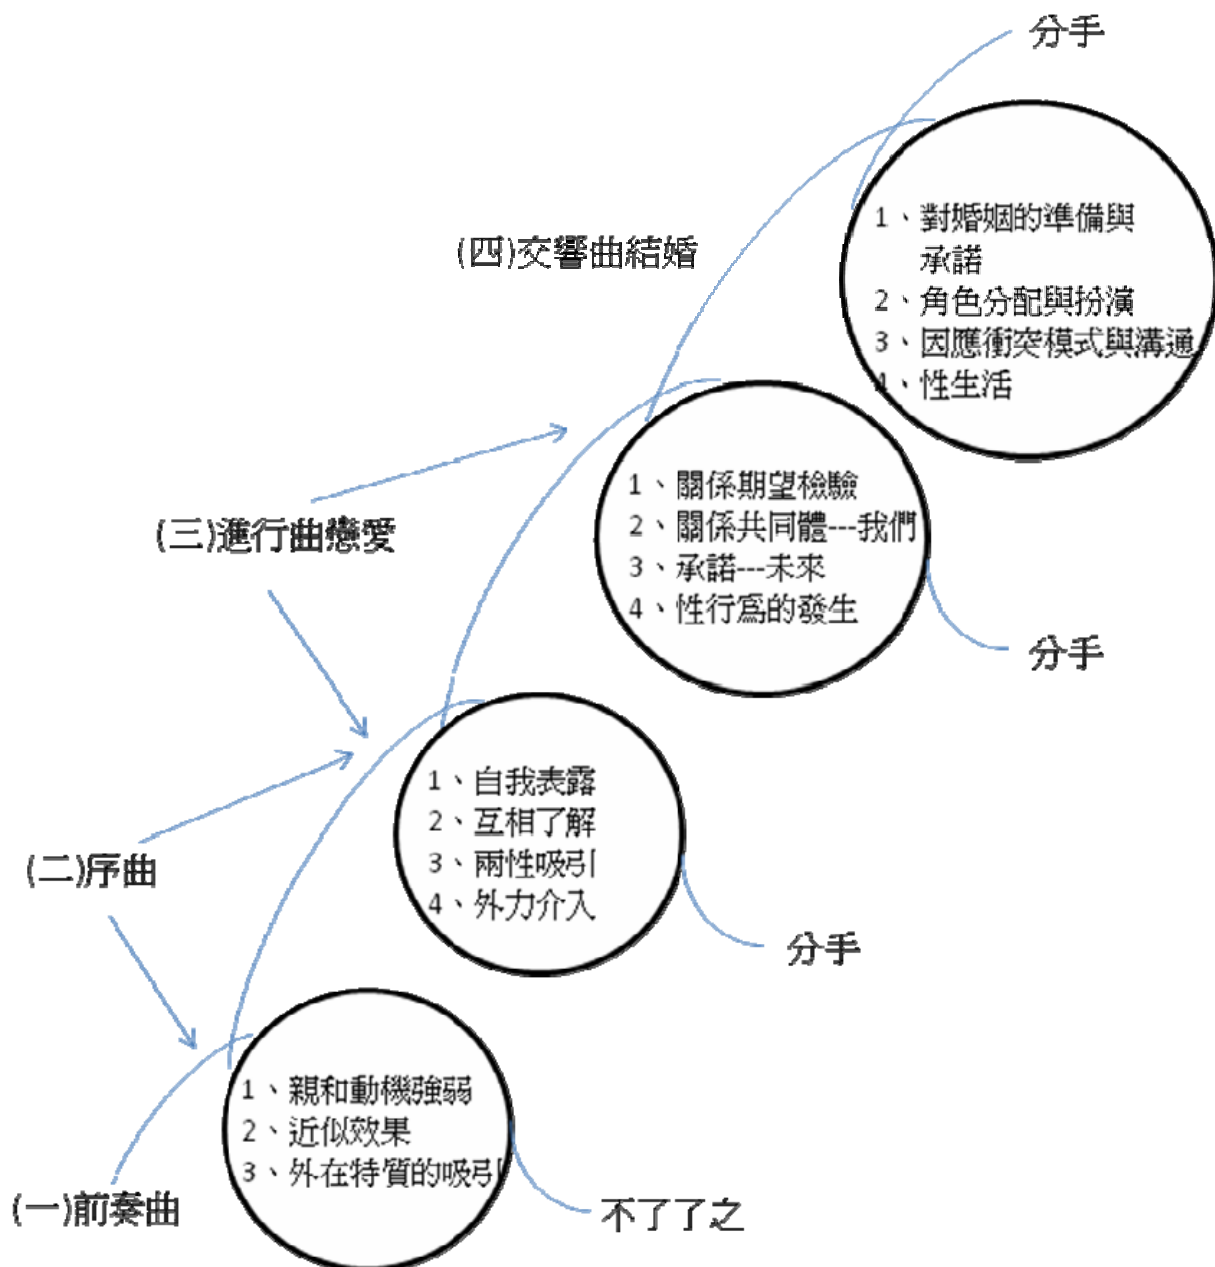 分手
1、對婚姻的準備與
承諾
2、角色分配與扮演
3、因應衝突模式與溝通
4、性生活
(四)交響曲結婚
1、關係期望檢驗
2、關係共同體---我們
3、承諾---未來
4、性行為的發生
(三)進行曲戀愛
分手
1、自我表露
2、互相了解
3、兩性吸引
4、外力介入
(二)序曲
分手
1、親和動機強弱
2、近似效果
3、外在特質的吸引
(一)前奏曲
不了了之